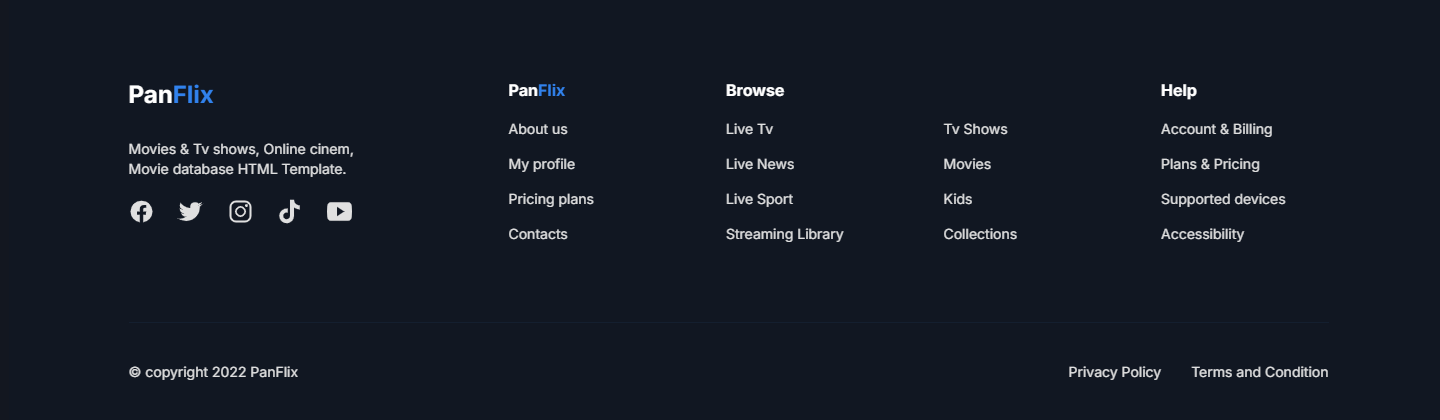 PanFlix
Movies & Tv shows, Online cinem,
Movie database HTML Template.
PanFlix
About us
My profile
Pricing plans
Contacts
Browse
Live Tv
Live News
Live Sport
Streaming Library
Tv Shows
Movies
Kids
Collections
Help
Account & Billing
Plans & Pricing
Supported devices
Accessibility
© copyright 2022 PanFlix
Privacy Policy
Terms and Condition